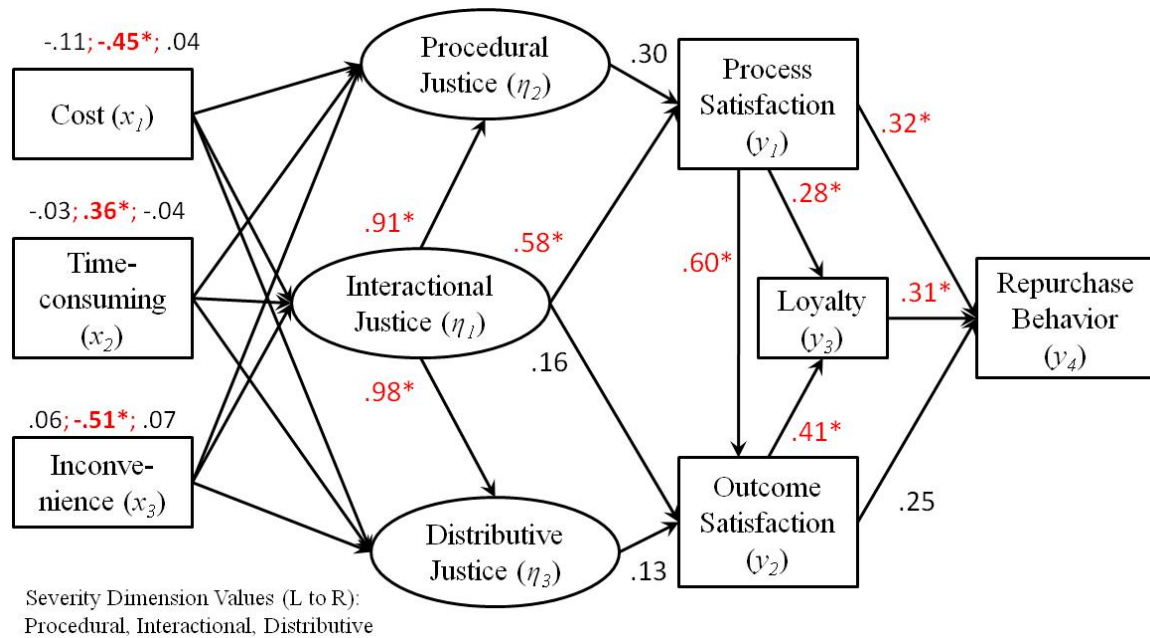 -.11; -.45*; .04
Cost (x1)
-.03; .36*; -.04
Time-
consuming
(x2)
.06; -.51*; .07
Inconve-
nience (x3)
Severity Dimension Values (L to R):
Procedural, Interactional, Distributive
Procedural
Justice (η2)
.91*
Interactional
Justice (η1)
.98*
Distributive
Justice (η3)
.30
.58*
.16
.13
Process
Satisfaction
(y1)
.60*
.28*
Loyalty
(y3)
.41*
Outcome
Satisfaction
(y2)
.32*
.31*
.25
Repurchase
Behavior
(y4)